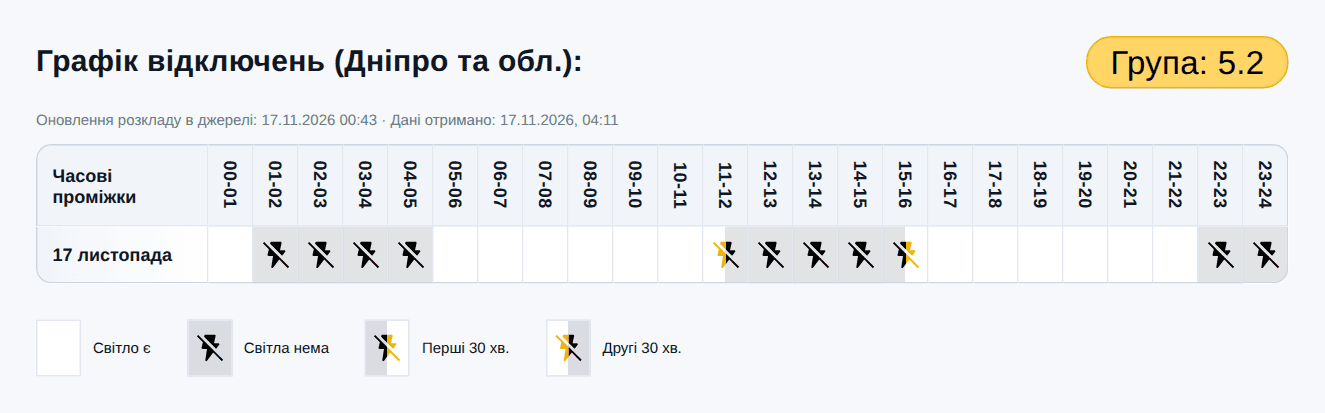 Графік відключень (Дніпро та обл.):
Група: 5.2
Оновлення розкладу в джерелі: 17.11.2026 00:43 · Дані отримано: 17.11.2026, 04:11
Часові
проміжки
00-01
01-02
02-03
03-04
04-05
05-06
06-07
07-08
08-09
09-10
10-11
11-12
12-13
13-14
14-15
15-16
16-17
17-18
18-19
19-20
20-21
21-22
22-23
23-24
17 листопада
Світло є
Світла нема
Перші 30 хв.
Другі 30 хв.